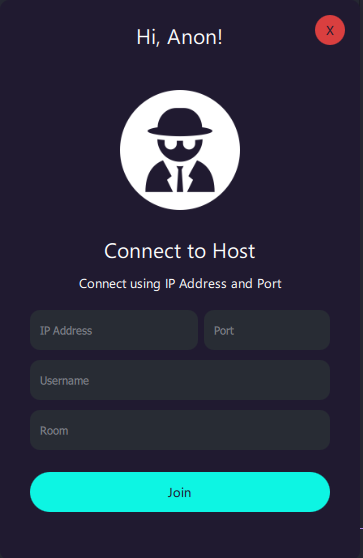 Hi, Anon!
X
Connect to Host
Connect using IP Address and Port
IP Address
Port
Username
Room
Join